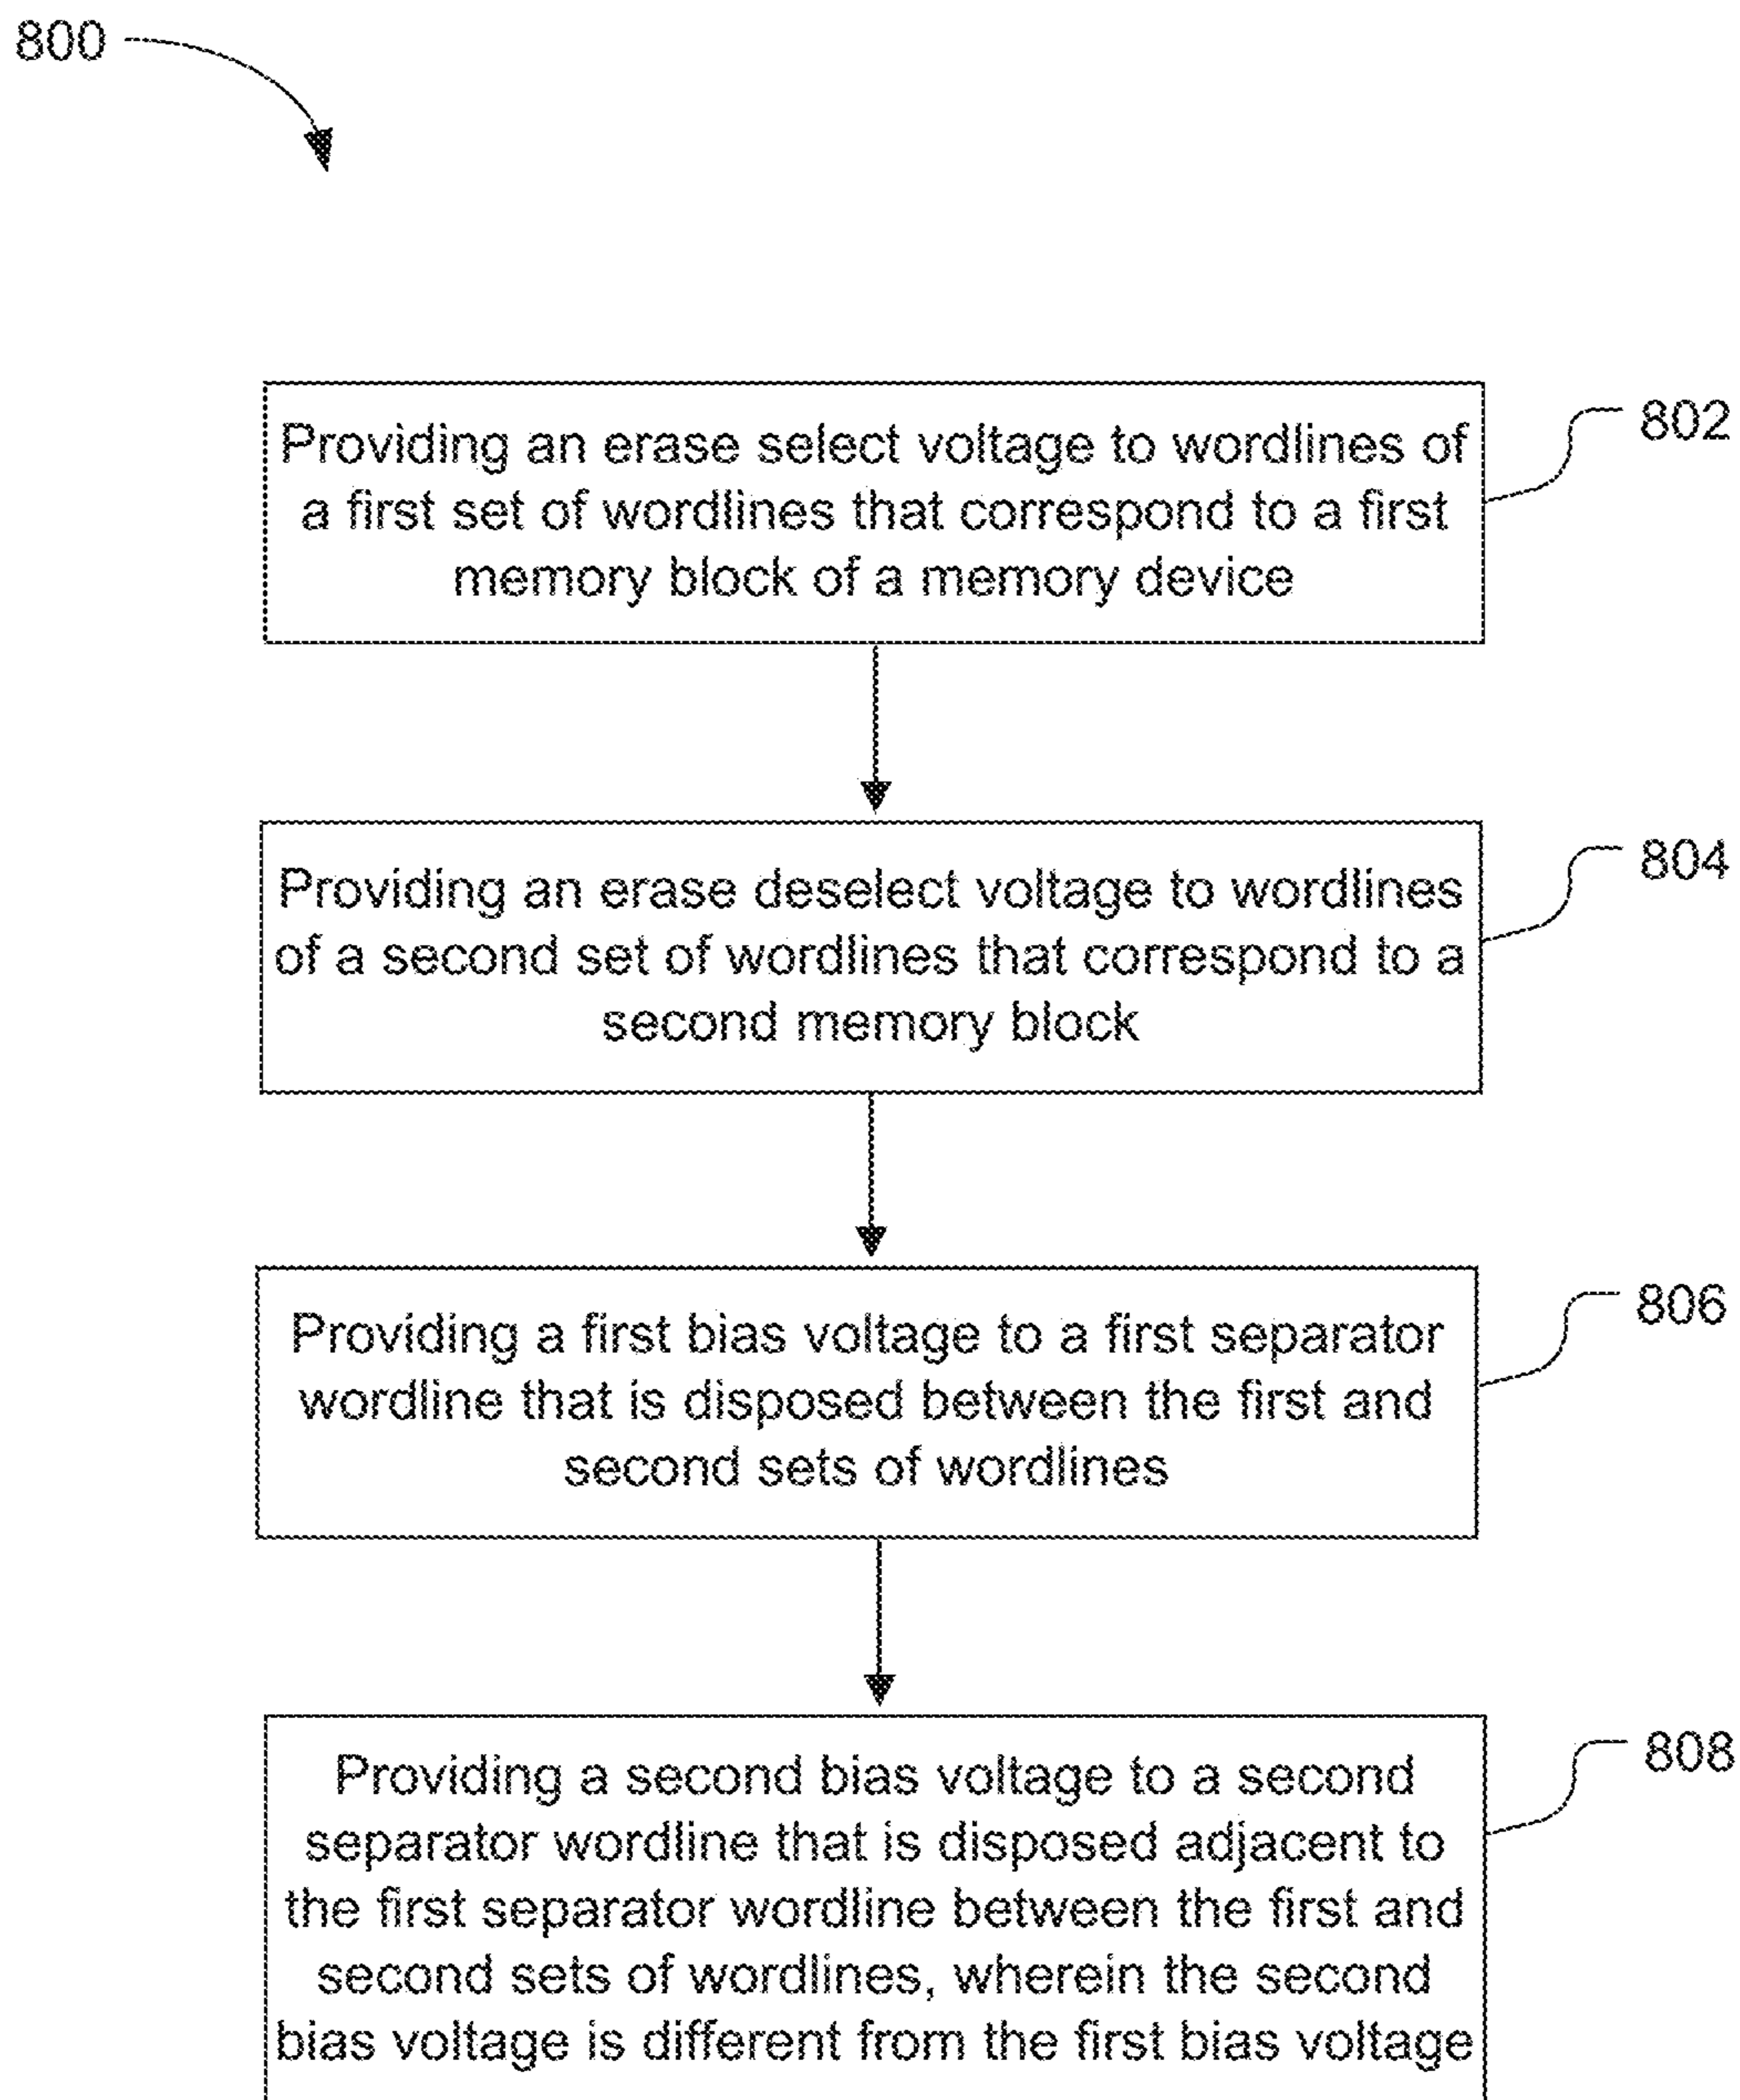 800
Providing an erase select voltage to wordlines of
a first set of wordlines that correspond to a first
memory block of a memory device
802
Providing an erase deselect voltage to wordlines
of a second set of wordlines that correspond to a
second memory block
804
Providing a first bias voltage to a first separator
wordline that is disposed between the first and
second sets of wordlines
806
Providing a second bias voltage to a second
separator wordline that is disposed adjacent to
the first separator wordline between the first and
second sets of wordlines, wherein the second
bias voltage is different from the first bias voltage
808